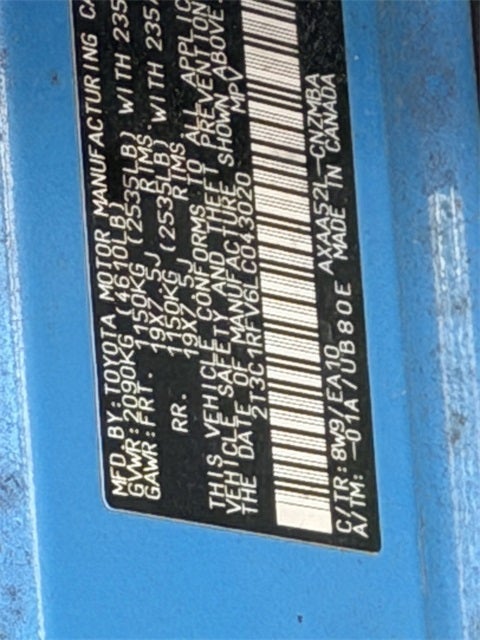 MFD BY:TOYOTA MOTOR MANUFACTURING CA
GVWR:2090KG(4610LB)
GAWR:FRT. 1150KG (2535LB) WITH 235
19X7.5J RIMS.
RR. 1150KG (2535LB) WITH 235
19X7.5J RIMS
THIS VEHICLE CONFORMS TO ALL APPLIC
VEHICLE SAFETY AND THEFT PREVENTION
THE DATE OF MANUFACTURE SHOWN ABOVE.
2T3C1RFV6LC043020 MPV
C/TR:8W9/EA10 AXAA52L-CNZMBA
A/TM:-01A/UB80E MADE IN CANADA